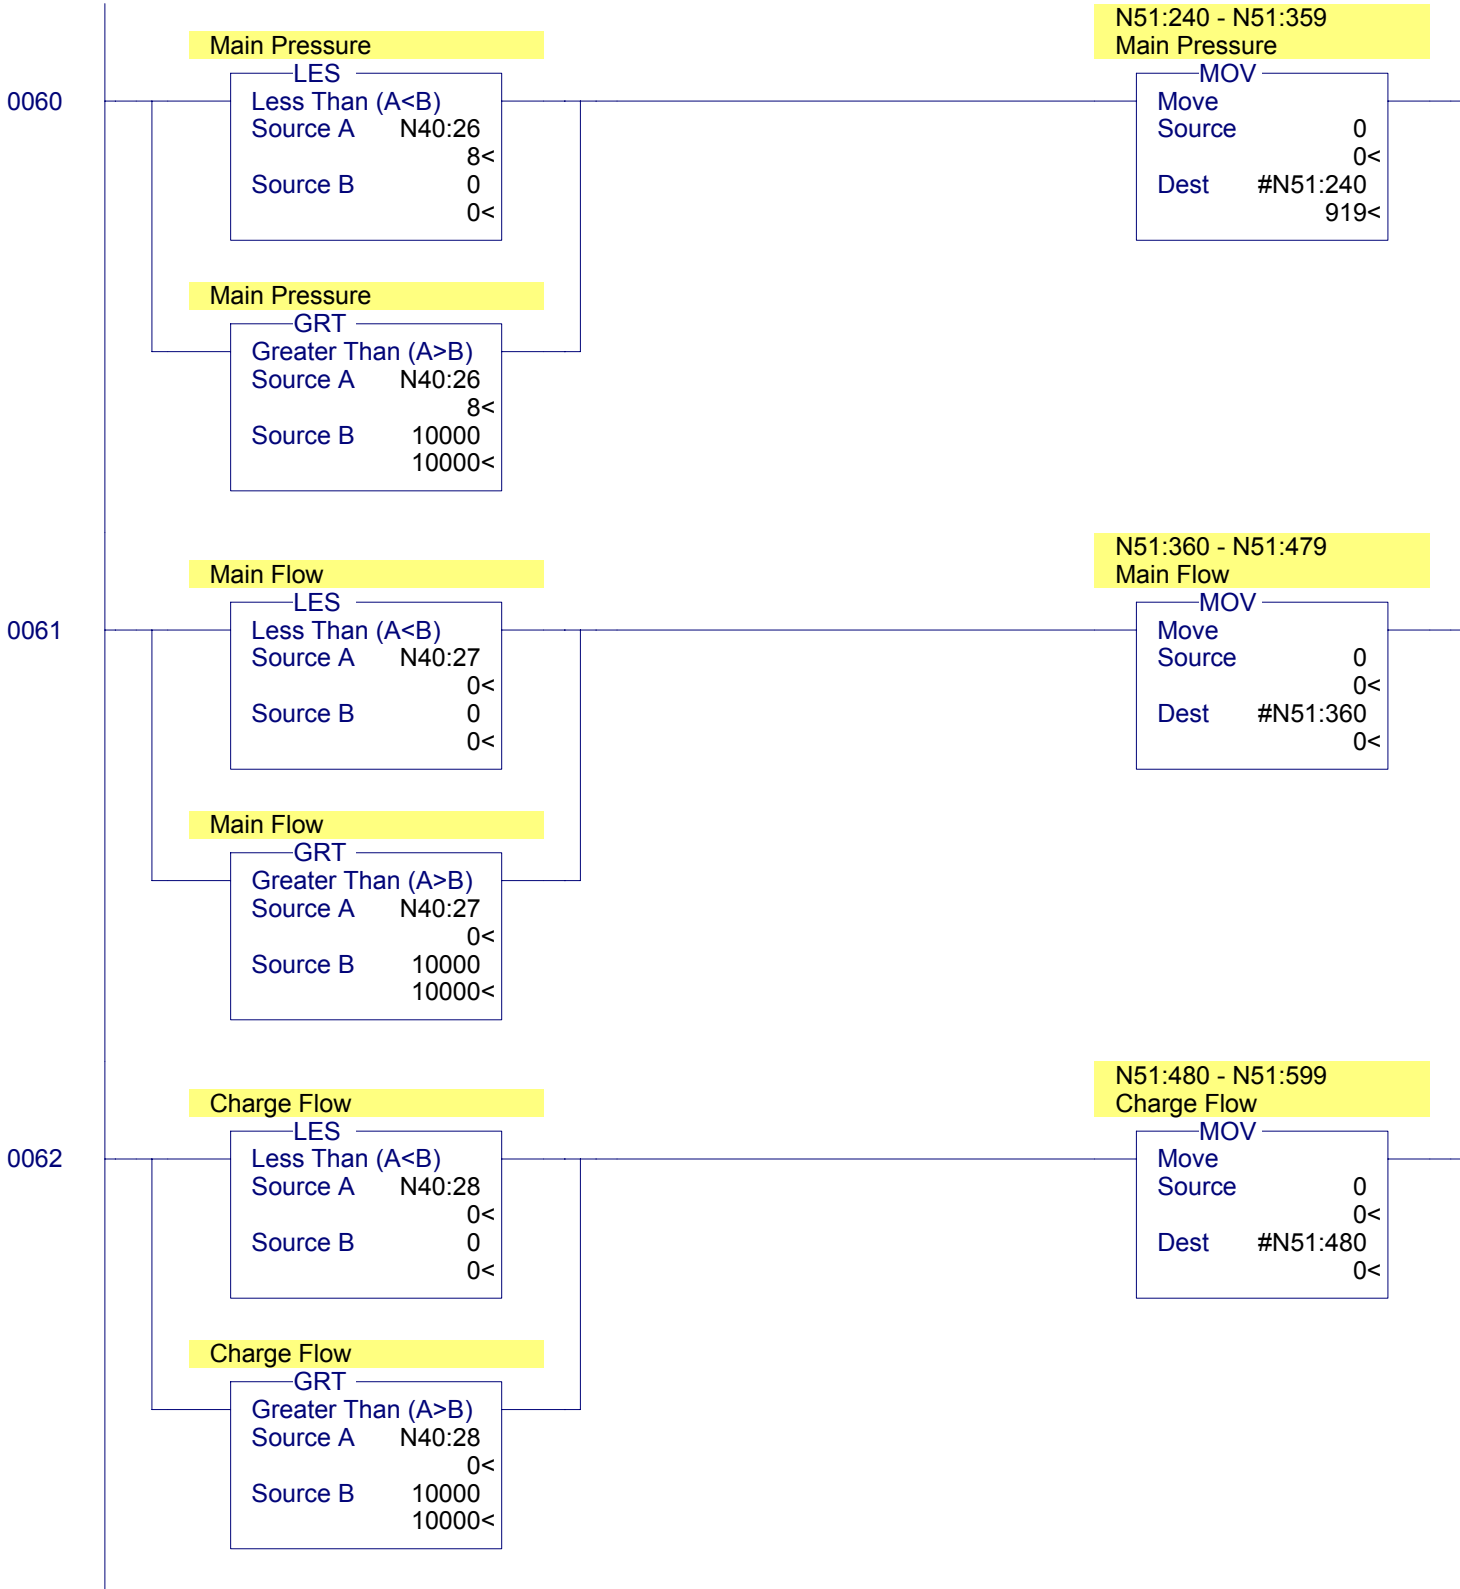 N51:240 - N51:359
Main Pressure
Main Pressure
LES
MOV
0060
Less Than (A<B)
Move
Source A N40:26
Source 0
8<
0<
Source B 0
Dest #N51:240
0<
919<
Main Pressure
GRT
Greater Than (A>B)
Source A N40:26
8<
Source B 10000
10000<
N51:360 - N51:479
Main Flow
Main Flow
LES
MOV
0061
Less Than (A<B)
Move
Source A N40:27
Source 0
0<
0<
Source B 0
Dest #N51:360
0<
0<
Main Flow
GRT
Greater Than (A>B)
Source A N40:27
0<
Source B 10000
10000<
N51:480 - N51:599
Charge Flow
Charge Flow
LES
MOV
0062
Less Than (A<B)
Move
Source A N40:28
Source 0
0<
0<
Source B 0
Dest #N51:480
0<
0<
Charge Flow
GRT
Greater Than (A>B)
Source A N40:28
0<
Source B 10000
10000<